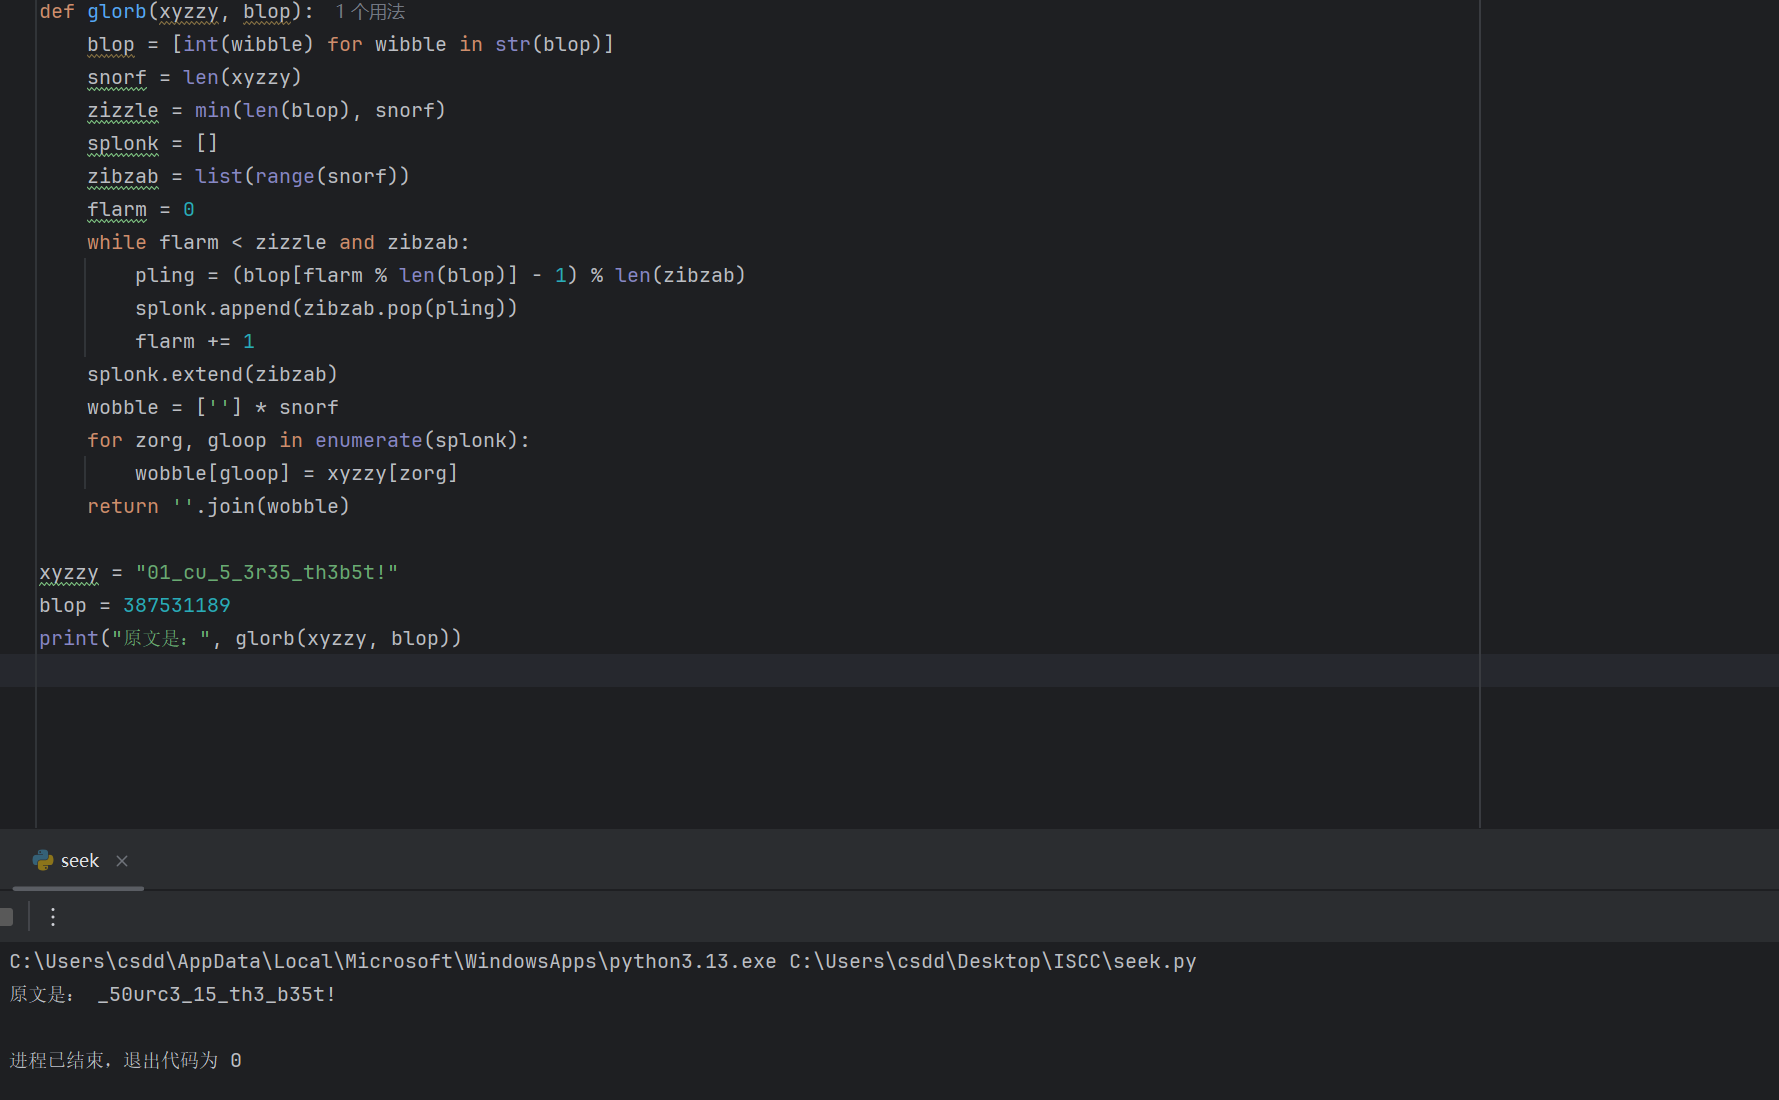 def glorb(xyzzy, blop):  1 个用法
    blop = [int(wibble) for wibble in str(blop)]
    snorf = len(xyzzy)
    zizzle = min(len(blop), snorf)
    splonk = []
    zibzab = list(range(snorf))
    flarm = 0
    while flarm < zizzle and zibzab:
        pling = (blop[flarm % len(blop)] - 1) % len(zibzab)
        splonk.append(zibzab.pop(pling))
        flarm += 1
    splonk.extend(zibzab)
    wobble = [''] * snorf
    for zorg, gloop in enumerate(splonk):
        wobble[gloop] = xyzzy[zorg]
    return ''.join(wobble)
xyzzy = "01_cu_5_3r35_th3b5t!"
blop = 387531189
print("原文是：", glorb(xyzzy, blop))
seek
C:\Users\csdd\AppData\Local\Microsoft\WindowsApps\python3.13.exe C:\Users\csdd\Desktop\ISCC\seek.py
原文是： _50urc3_15_th3_b35t!
进程已结束，退出代码为 0